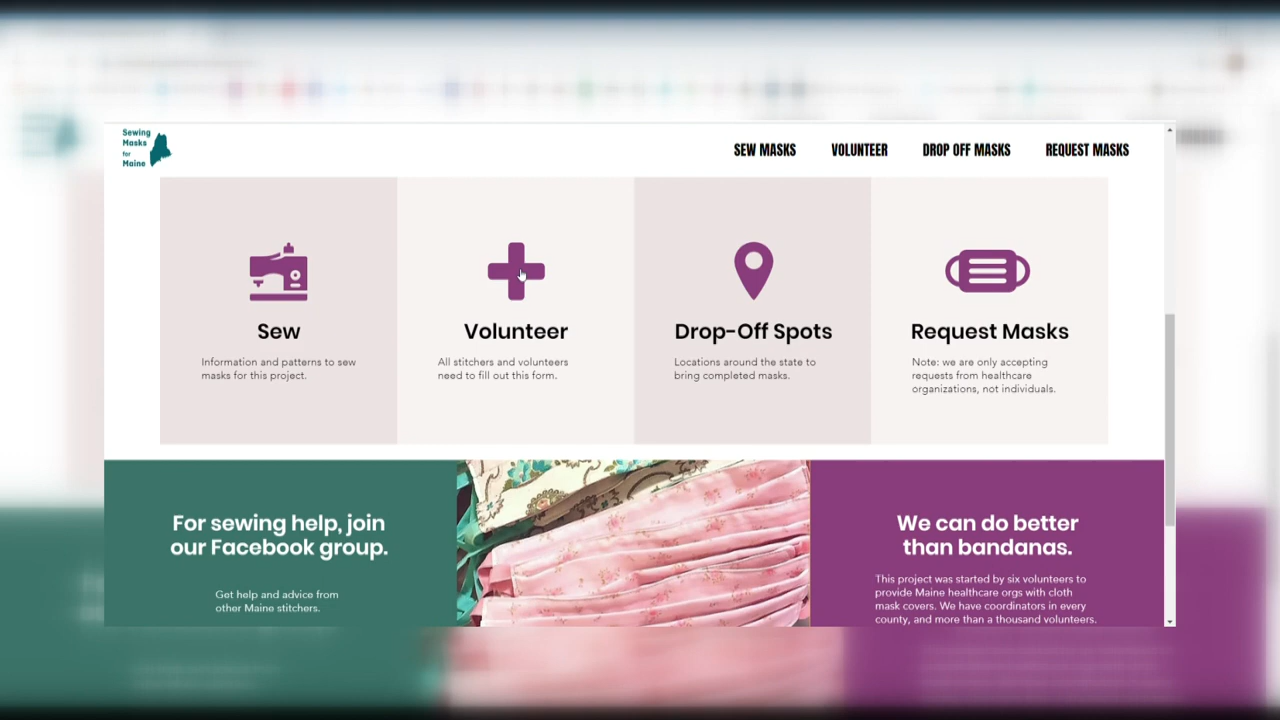 Sewing
Masks
for
Maine
SEW MASKS VOLUNTEER DROP OFF MASKS REQUEST MASKS
Sew
Information and patterns to sew
masks for this project.
Volunteer
All stitchers and volunteers
need to fill out this form.
Drop-Off Spots
Locations around the state to
bring completed masks.
Request Masks
Note: we are only accepting
requests from healthcare
organizations, not individuals.
For sewing help, join
our Facebook group.
Get help and advice from
other Maine stitchers.
We can do better
than bandanas.
This project was started by six volunteers to
provide Maine healthcare orgs with cloth
mask covers. We have coordinators in every
county, and more than a thousand volunteers.